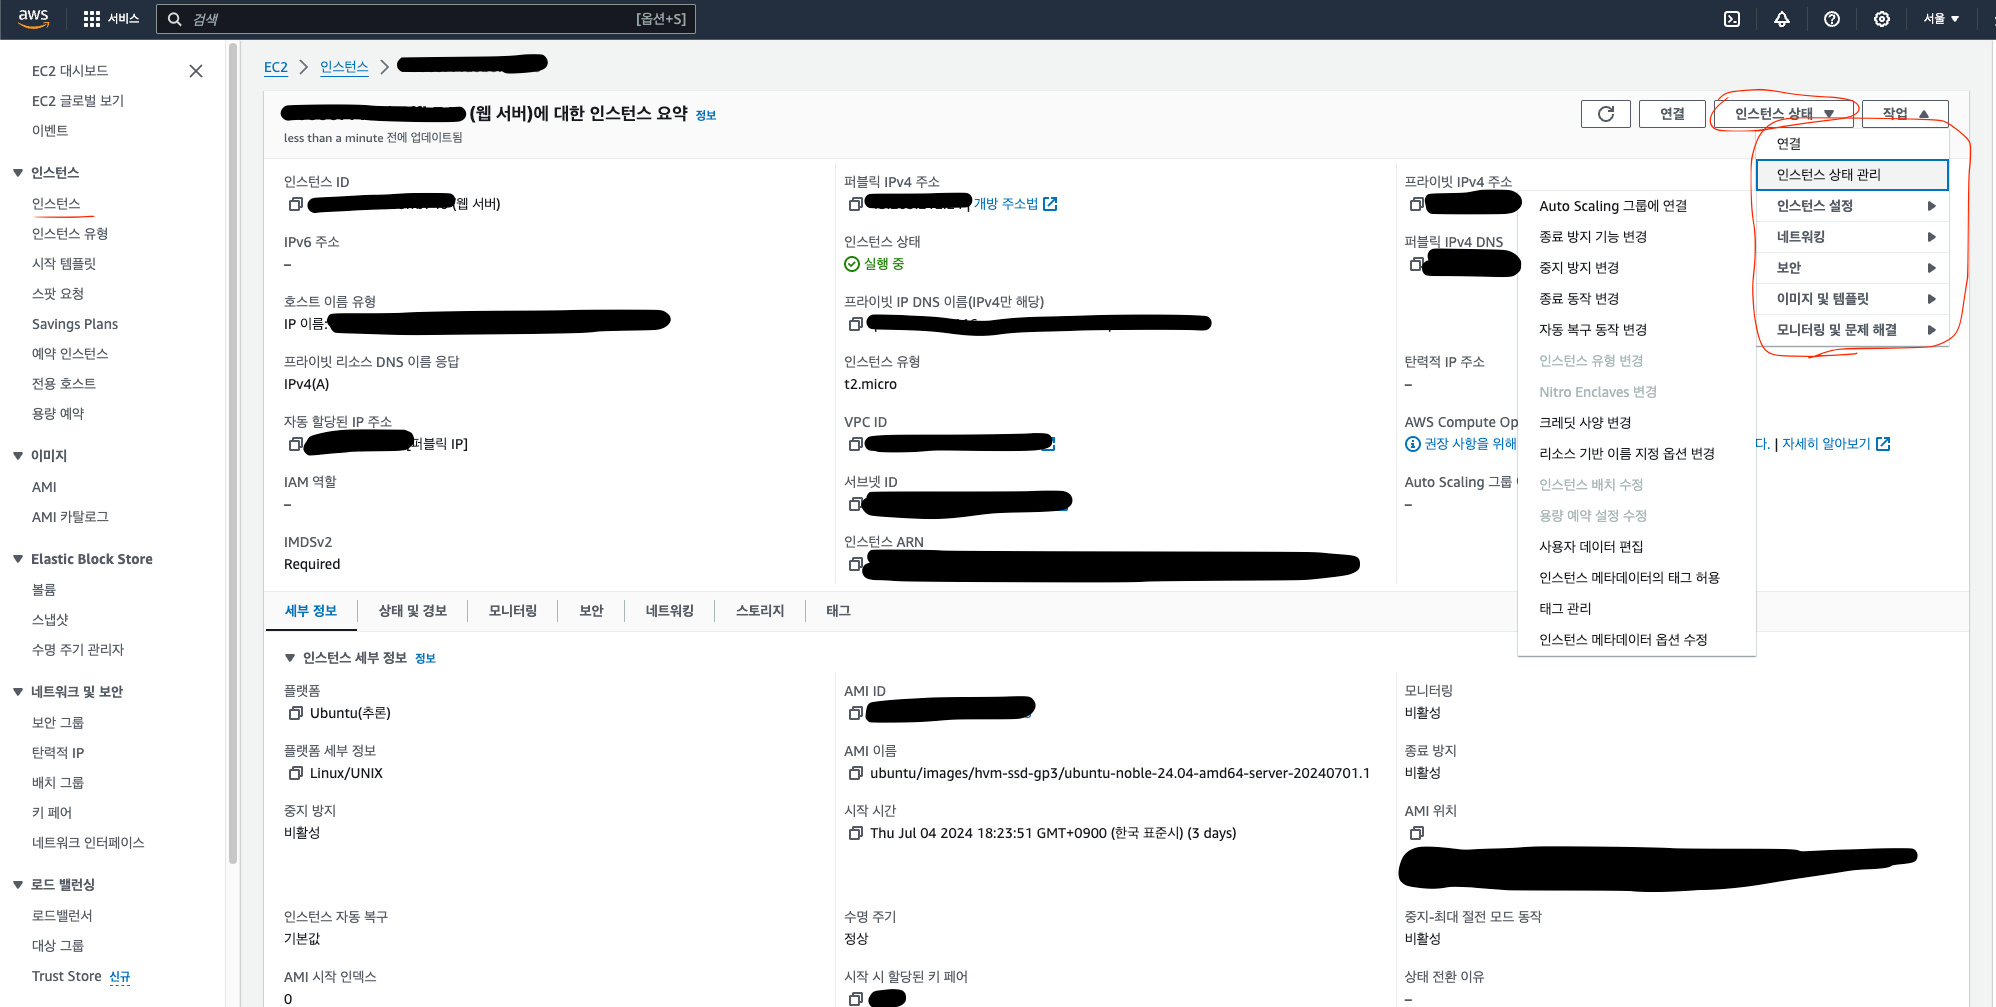 aws
서비스
검색
[옵션+S]
서울
EC2 대시보드
EC2 글로벌 보기
이벤트
인스턴스
인스턴스
인스턴스 유형
시작 템플릿
스팟 요청
Savings Plans
예약 인스턴스
전용 호스트
용량 예약
이미지
AMI
AMI 카탈로그
Elastic Block Store
볼륨
스냅샷
수명 주기 관리자
네트워크 및 보안
보안 그룹
탄력적 IP
배치 그룹
키 페어
네트워크 인터페이스
로드 밸런싱
로드밸런서
대상 그룹
Trust Store 신규
EC2
인스턴스
(웹 서버)에 대한 인스턴스 요약 정보
less than a minute 전에 업데이트됨
연결
인스턴스 상태
작업
연결
인스턴스 상태 관리
인스턴스 설정
네트워킹
보안
이미지 및 템플릿
모니터링 및 문제 해결
Auto Scaling 그룹에 연결
종료 방지 기능 변경
중지 방지 변경
종료 동작 변경
자동 복구 동작 변경
인스턴스 유형 변경
Nitro Enclaves 변경
크레딧 사양 변경
리소스 기반 이름 지정 옵션 변경
인스턴스 배치 수정
용량 예약 설정 수정
사용자 데이터 편집
인스턴스 메타데이터의 태그 허용
태그 관리
인스턴스 메타데이터 옵션 수정
인스턴스 ID
(웹 서버)
IPv6 주소
–
호스트 이름 유형
IP 이름:
프라이빗 리소스 DNS 이름 응답
IPv4(A)
자동 할당된 IP 주소
[퍼블릭 IP]
IAM 역할
–
IMDSv2
Required
퍼블릭 IPv4 주소
| 개방 주소법
인스턴스 상태
실행 중
프라이빗 IP DNS 이름(IPv4만 해당)
인스턴스 유형
t2.micro
VPC ID
서브넷 ID
인스턴스 ARN
프라이빗 IPv4 주소
퍼블릭 IPv4 DNS
탄력적 IP 주소
–
AWS Compute Op
권장 사항을 위해
다. | 자세히 알아보기
Auto Scaling 그룹
–
세부 정보
상태 및 경보
모니터링
보안
네트워킹
스토리지
태그
인스턴스 세부 정보 정보
플랫폼
Ubuntu(추론)
플랫폼 세부 정보
Linux/UNIX
중지 방지
비활성
인스턴스 자동 복구
기본값
AMI 시작 인덱스
0
AMI ID
AMI 이름
ubuntu/images/hvm-ssd-gp3/ubuntu-noble-24.04-amd64-server-20240701.1
시작 시간
Thu Jul 04 2024 18:23:51 GMT+0900 (한국 표준시) (3 days)
수명 주기
정상
시작 시 할당된 키 페어
모니터링
비활성
종료 방지
비활성
AMI 위치
중지-최대 절전 모드 동작
비활성
상태 전환 이유
–